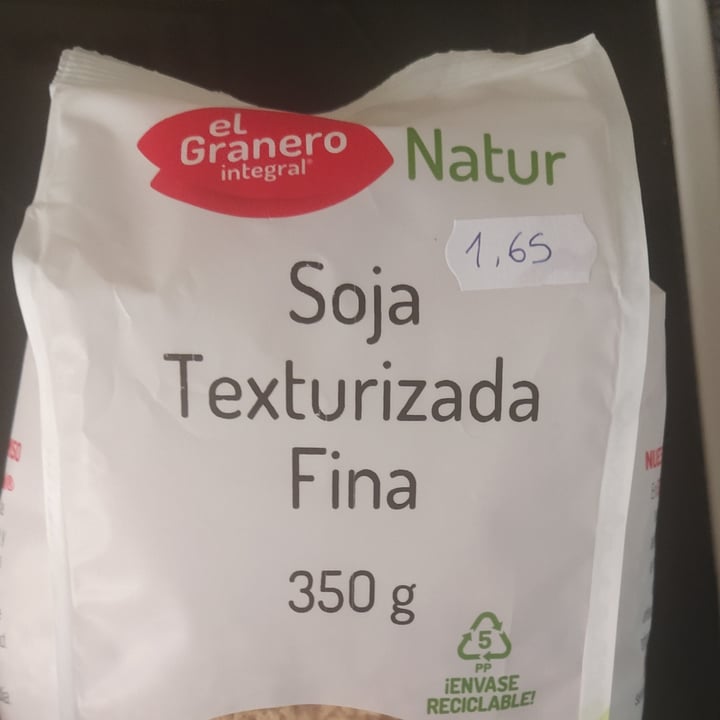 el
Granero
integral®
Natur
1,65
Soja
Texturizada
Fina
350 g
5
PP
¡ENVASE
RECICLABLE!